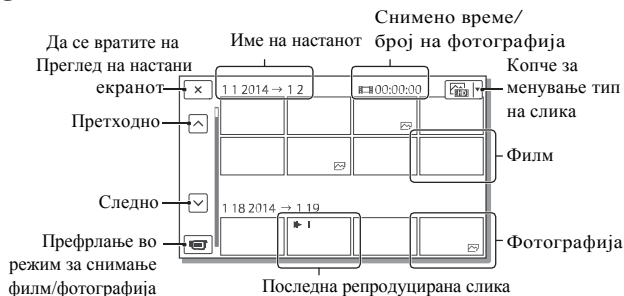 Снимено време/
број на фотографија
Да се вратите на
Преглед на настани
екранот
Име на настанот
Копче за
менување тип
на слика
1 1 2014 → 1 2
00:00:00
HD
Претходно
Филм
Следно
1 18 2014 → 1 19
Префрлање во
режим за снимање
филм/фотографија
Фотографија
Последна репродуцирана слика